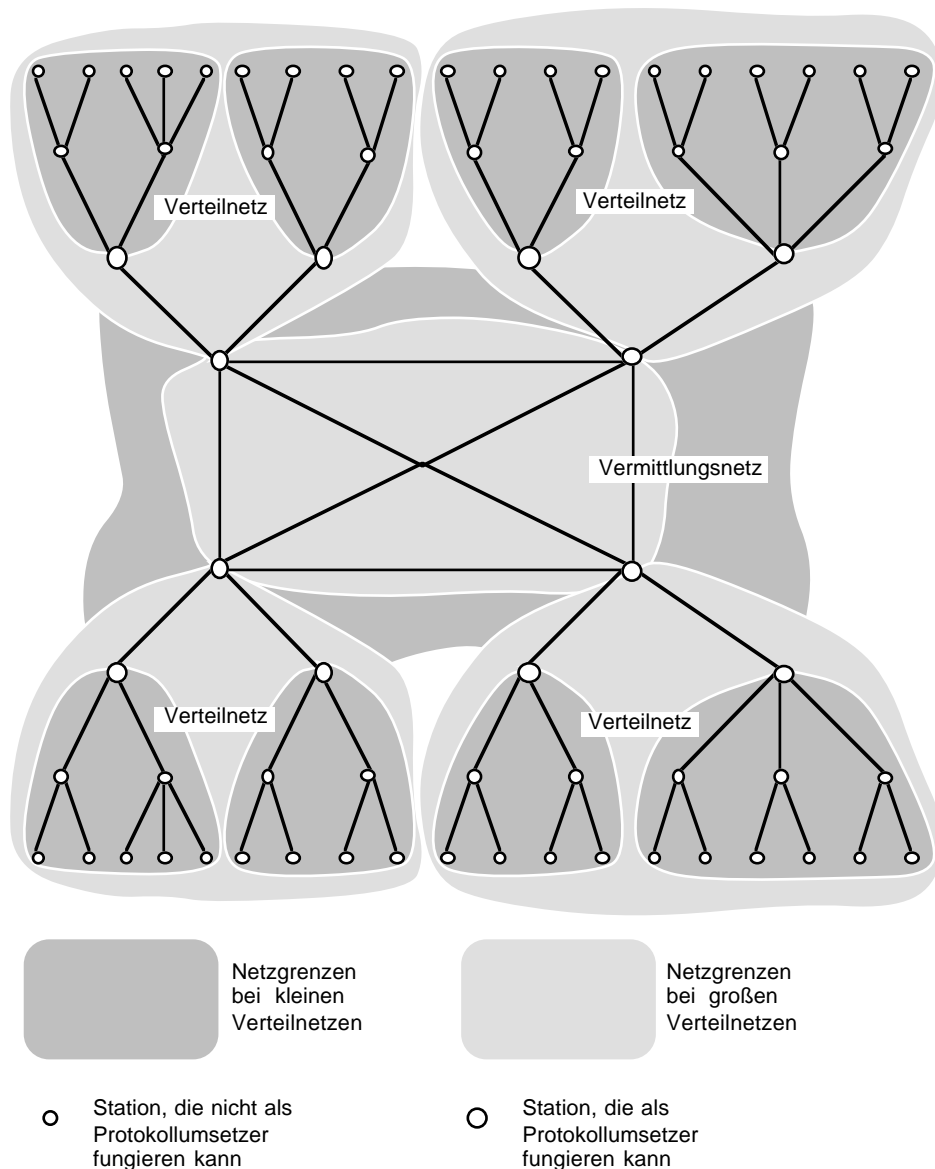 Verteilnetz
Verteilnetz
Vermittlungsnetz
Verteilnetz
Verteilnetz
Netzgrenzen
bei kleinen
Verteilnetzen
Netzgrenzen
bei großen
Verteilnetzen
Station, die nicht als
Protokollumsetzer
fungieren kann
Station, die als
Protokollumsetzer
fungieren kann